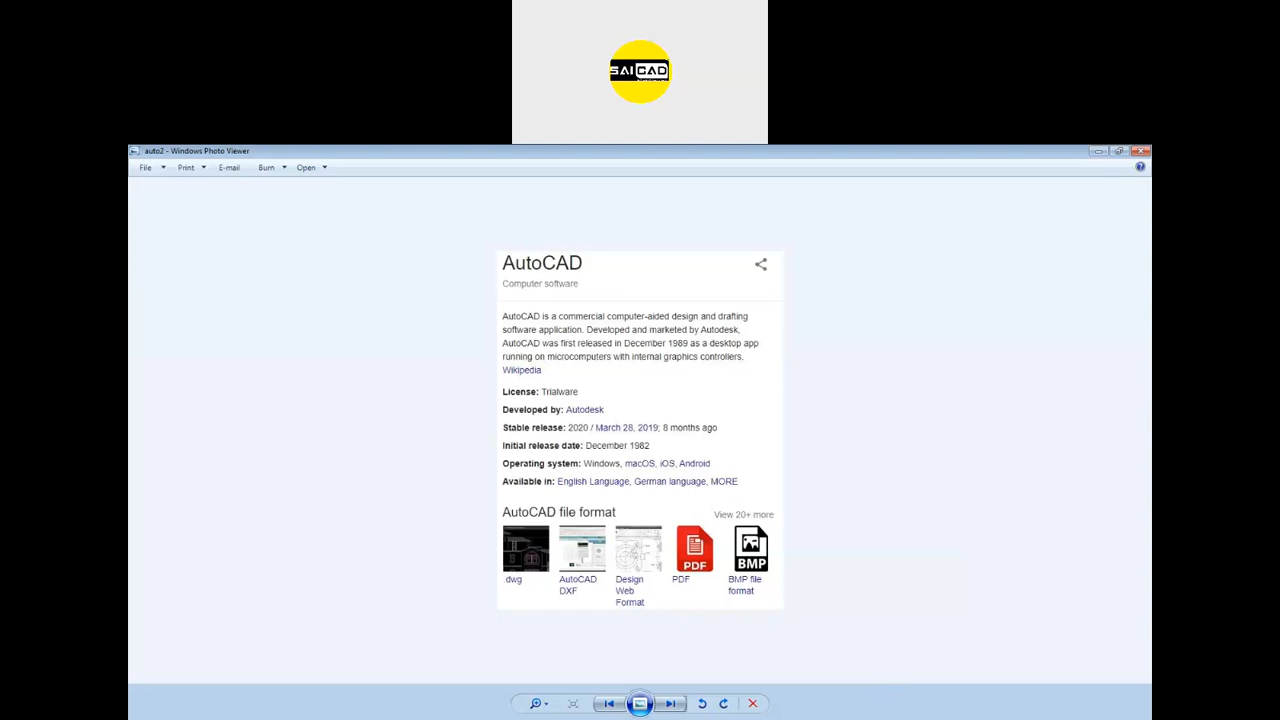 SAI CAD
auto2 - Windows Photo Viewer
File Print E-mail Burn Open
AutoCAD
Computer software
AutoCAD is a commercial computer-aided design and drafting
software application. Developed and marketed by Autodesk,
AutoCAD was first released in December 1989 as a desktop app
running on microcomputers with internal graphics controllers.
Wikipedia
License: Trialware
Developed by: Autodesk
Stable release: 2020 / March 28, 2019; 8 months ago
Initial release date: December 1982
Operating system: Windows, macOS, iOS, Android
Available in: English Language, German language, MORE
AutoCAD file format
View 20+ more
PDF
BMP
.dwg
AutoCAD
DXF
Design
Web
Format
PDF
BMP file
format